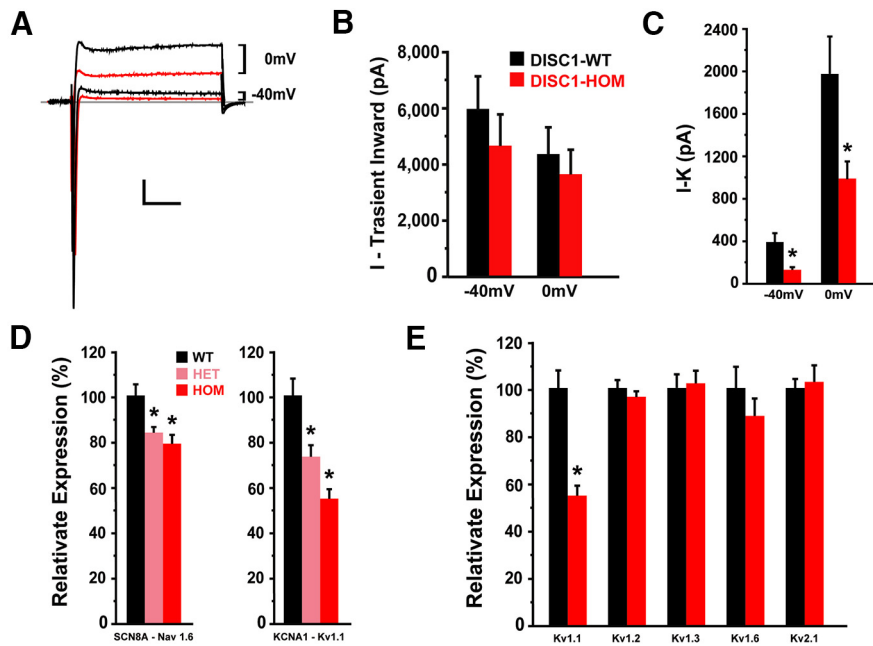 A
0mV
-40mV
B
I - Trasient Inward (pA)
8,000
6,000
4,000
2,000
0
DISC1-WT
DISC1-HOM
-40mV 0mV
C
I-K (pA)
2400
2000
1600
1200
800
400
0
*
*
-40mV 0mV
D
Relativate Expression (%)
120
100
80
60
40
20
0
WT
HET
HOM
* *
SCN8A - Nav 1.6
120
100
80
60
40
20
0
*
*
KCNA1 - Kv1.1
E
Relativate Expression (%)
120
100
80
60
40
20
0
*
Kv1.1 Kv1.2 Kv1.3 Kv1.6 Kv2.1